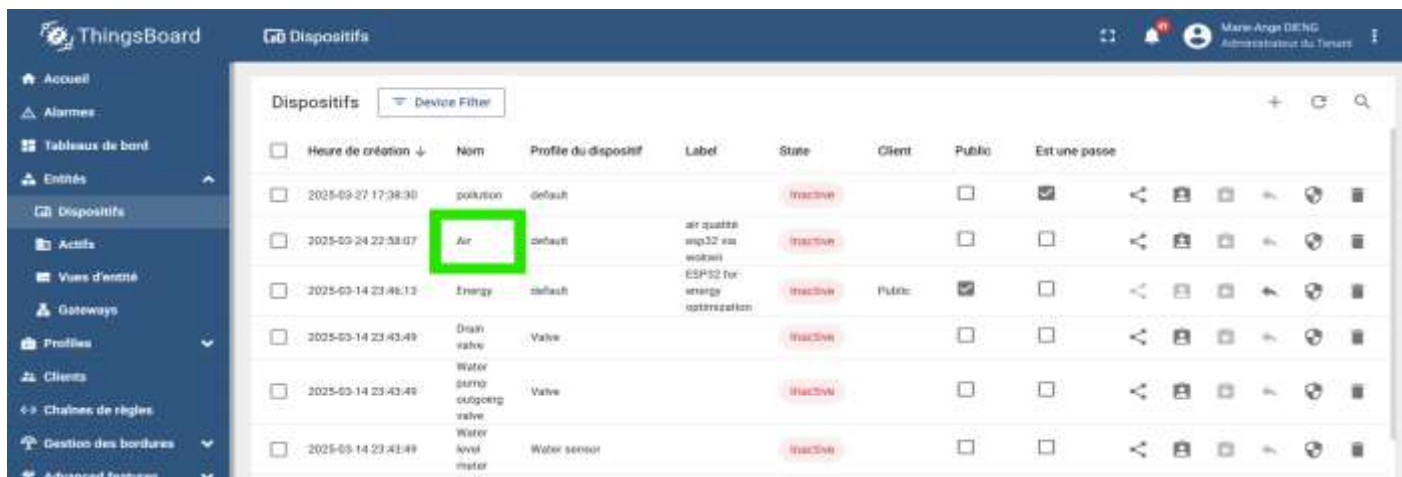 ThingsBoard
Dispositifs
Marie-Ange DIENG
Administrateur du Tenant
Accueil
Alarmes
Tableaux de bord
Entités
Dispositifs
Actifs
Vues d'entité
Gateways
Profiles
Clients
Chaînes de règles
Gestion des bordures
Advanced features
Dispositifs Device Filter
Heure de création Nom Profile du dispositif Label State Client Public Est une passe
2025-03-27 17:38:30 pollution default Inactive
2025-03-24 22:58:07 Air default air qualité esp32 via wokwi Inactive
2025-03-14 23:46:13 Energy default ESP32 for energy optimization Inactive Public
2025-03-14 23:43:49 Drain valve Valve Inactive
2025-03-14 23:43:49 Water pump outgoing valve Valve Inactive
2025-03-14 23:43:49 Water level meter Water sensor Inactive